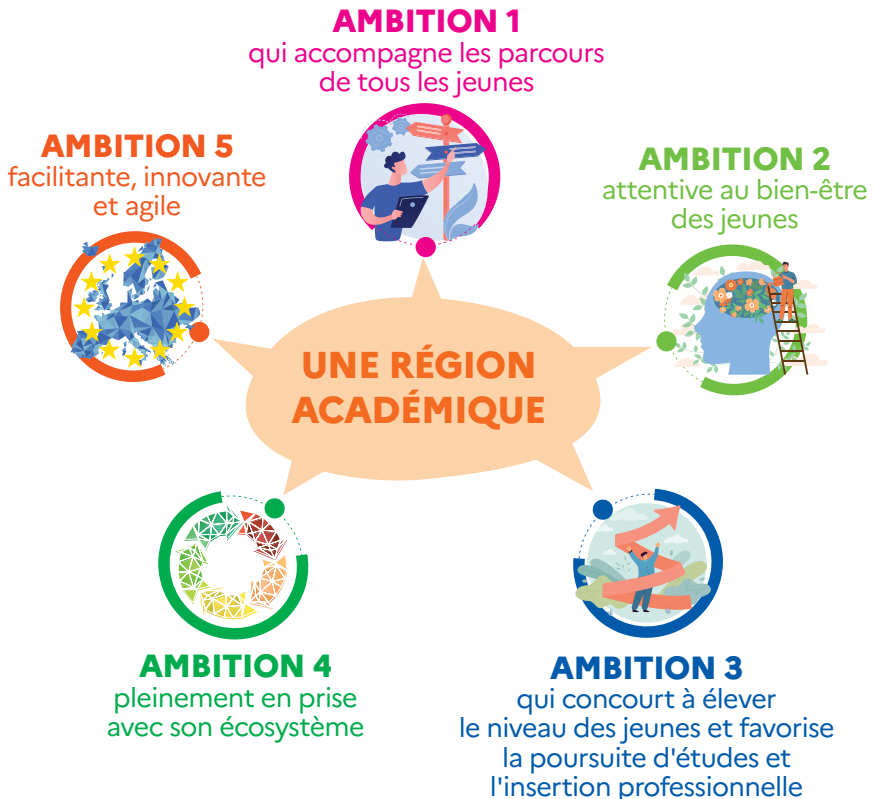 AMBITION 1
qui accompagne les parcours
de tous les jeunes
AMBITION 5
facilitante, innovante
et agile
AMBITION 2
attentive au bien-être
des jeunes
UNE RÉGION
ACADÉMIQUE
AMBITION 4
pleinement en prise
avec son écosystème
AMBITION 3
qui concourt à élever
le niveau des jeunes et favorise
la poursuite d'études et
l'insertion professionnelle